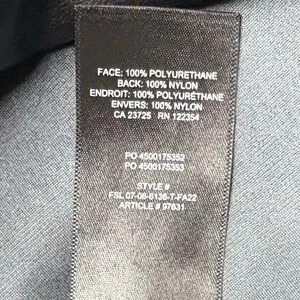 FACE: 100% POLYURETHANE
BACK: 100% NYLON
ENDROIT: 100% POLYURÉTHANE
ENVERS: 100% NYLON
CA 23725 RN 122354
PO 4500175352
PO 4500175353
STYLE #
FSL 07-08-6136-T-FA22
ARTICLE # 97631